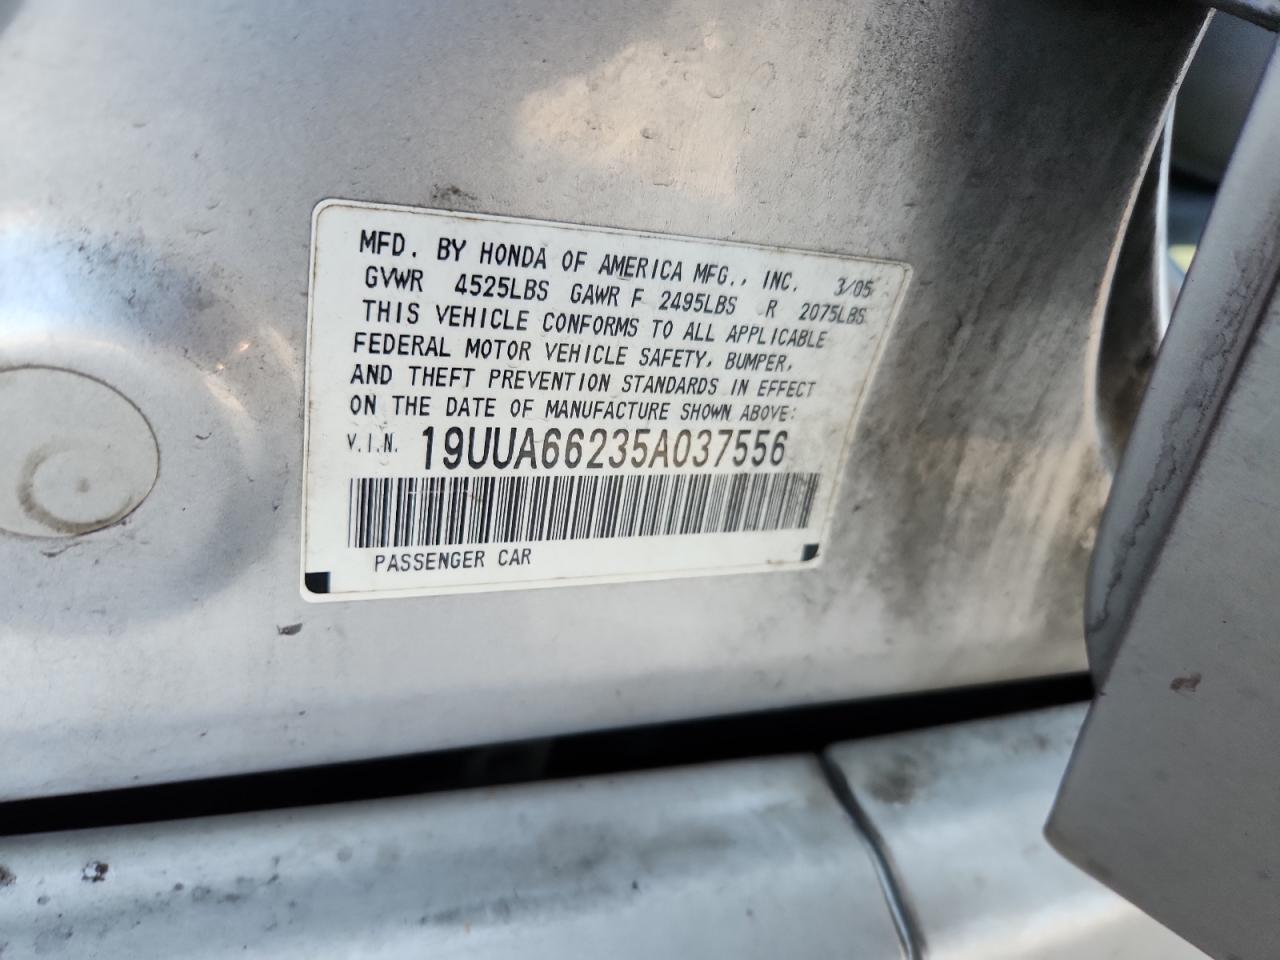 MFD. BY HONDA OF AMERICA MFG., INC. 3/05
GVWR 4525LBS GAWR F 2495LBS R 2075LBS
THIS VEHICLE CONFORMS TO ALL APPLICABLE
FEDERAL MOTOR VEHICLE SAFETY, BUMPER,
AND THEFT PREVENTION STANDARDS IN EFFECT
ON THE DATE OF MANUFACTURE SHOWN ABOVE:
V.I.N. 19UUA66235A037556
PASSENGER CAR